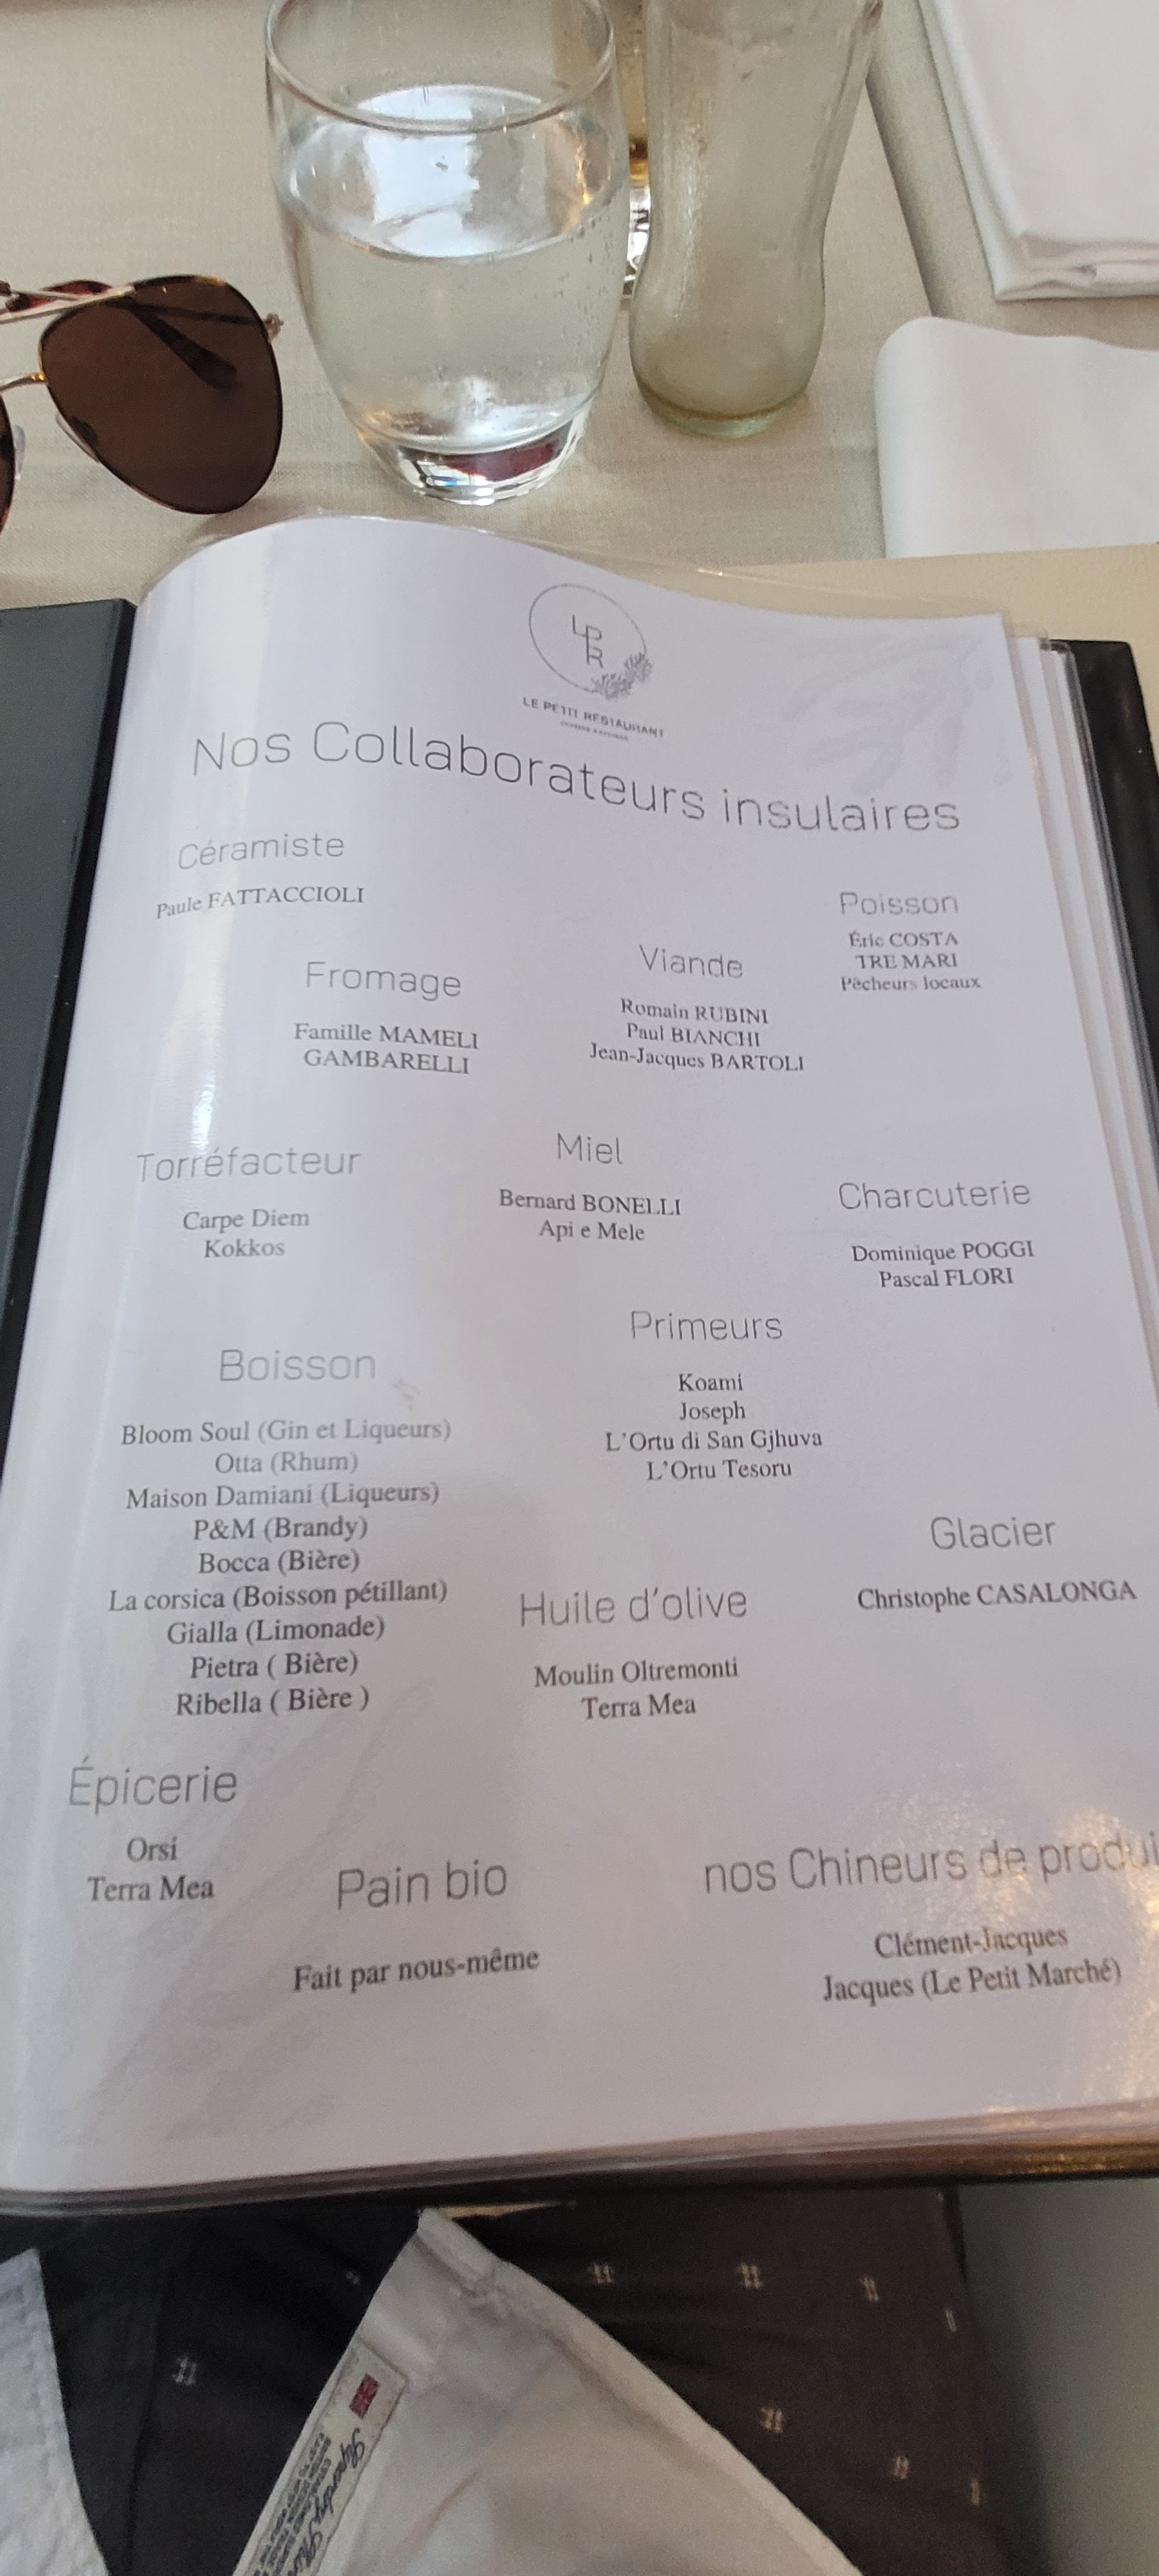 LPR
LE PETIT RESTAURANT
Nos Collaborateurs insulaires
Céramiste
Paule FATTACCIOLI
Poisson
Éric COSTA
TRE MARI
Pêcheurs locaux
Fromage
Famille MAMELI
GAMBARELLI
Viande
Romain RUBINI
Paul BIANCHI
Jean-Jacques BARTOLI
Torréfacteur
Carpe Diem
Kokkos
Miel
Bernard BONELLI
Api e Mele
Charcuterie
Dominique POGGI
Pascal FLORI
Boisson
Bloom Soul (Gin et Liqueurs)
Otta (Rhum)
Maison Damiani (Liqueurs)
P&M (Brandy)
Bocca (Bière)
La corsica (Boisson pétillant)
Gialla (Limonade)
Pietra ( Bière)
Ribella ( Bière )
Primeurs
Koami
Joseph
L'Ortu di San Gjhuva
L'Ortu Tesoru
Glacier
Christophe CASALONGA
Huile d'olive
Moulin Oltremonti
Terra Mea
Épicerie
Orsi
Terra Mea
Pain bio
Fait par nous-même
nos Chineurs de produi
Clément-Jacques
Jacques (Le Petit Marché)